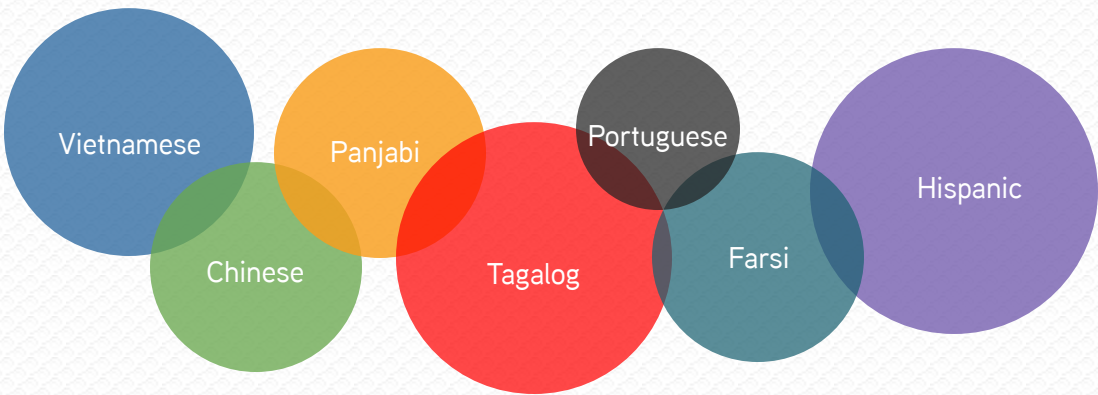 Vietnamese
Chinese
Panjabi
Tagalog
Portuguese
Farsi
Hispanic